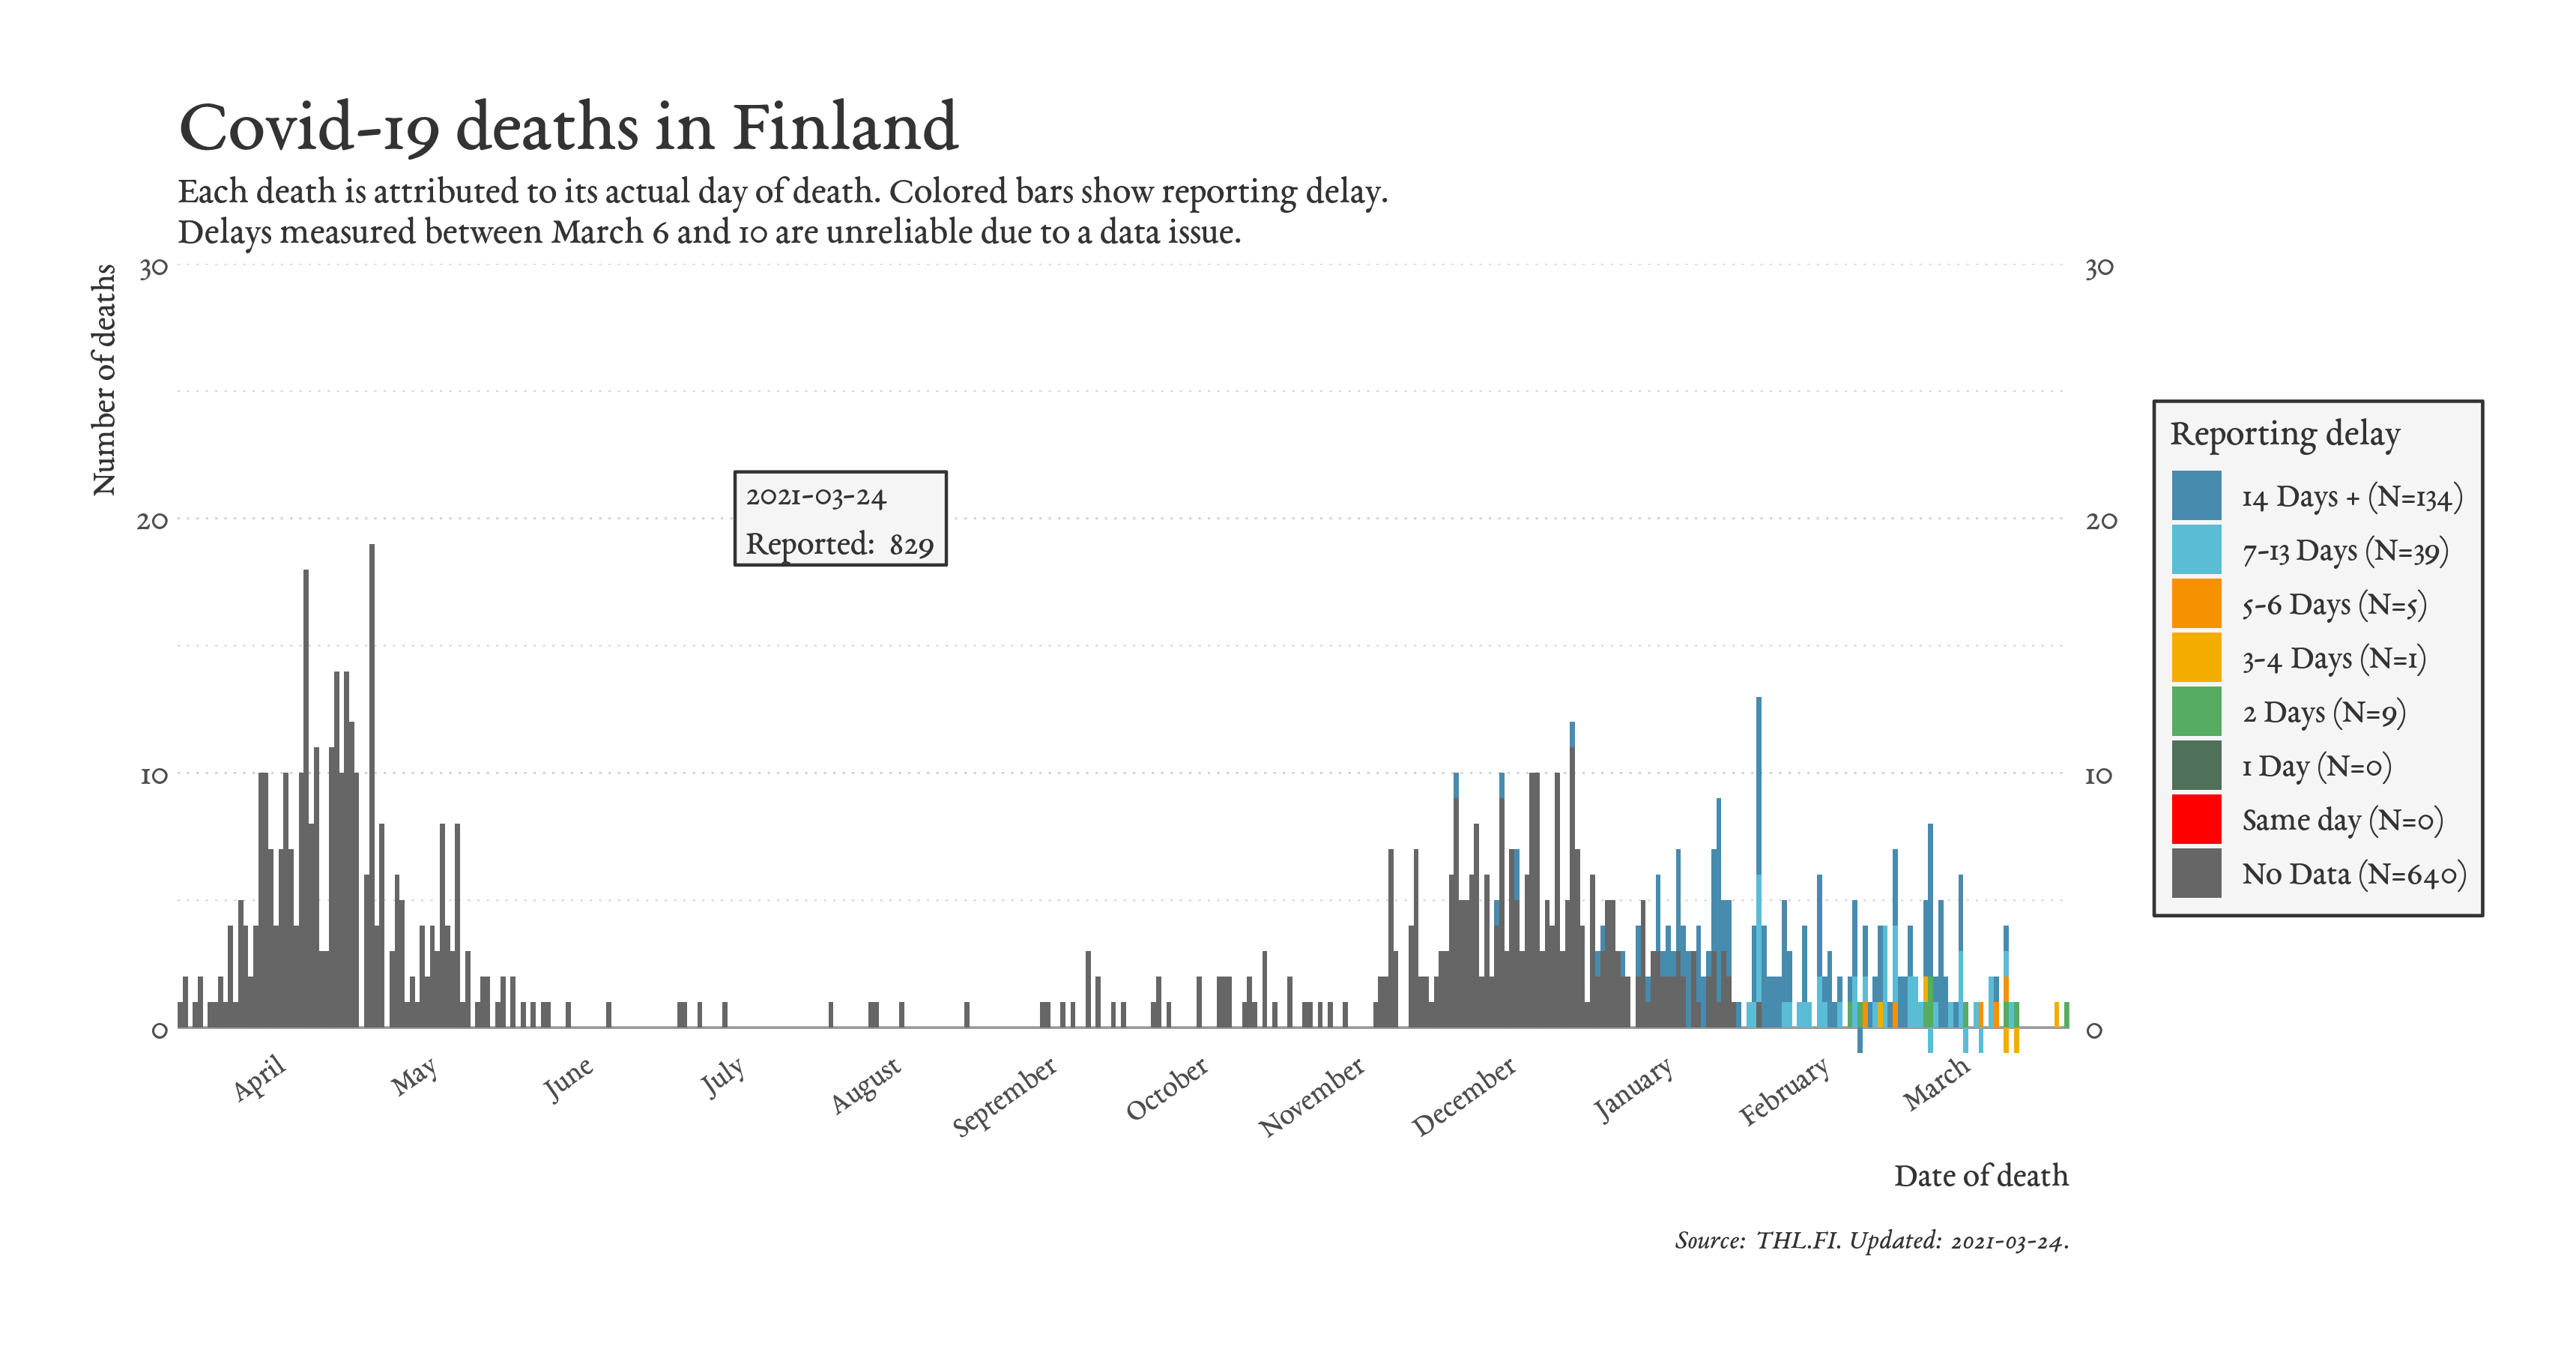 Covid-19 deaths in Finland
Each death is attributed to its actual day of death. Colored bars show reporting delay.
Delays measured between March 6 and 10 are unreliable due to a data issue.
Number of deaths
30
20
10
0
30
20
10
0
2021-03-24
Reported: 829
Reporting delay
14 Days + (N=134)
7-13 Days (N=39)
5-6 Days (N=5)
3-4 Days (N=1)
2 Days (N=9)
1 Day (N=0)
Same day (N=0)
No Data (N=640)
April
May
June
July
August
September
October
November
December
January
February
March
Date of death
Source: THL.FI. Updated: 2021-03-24.